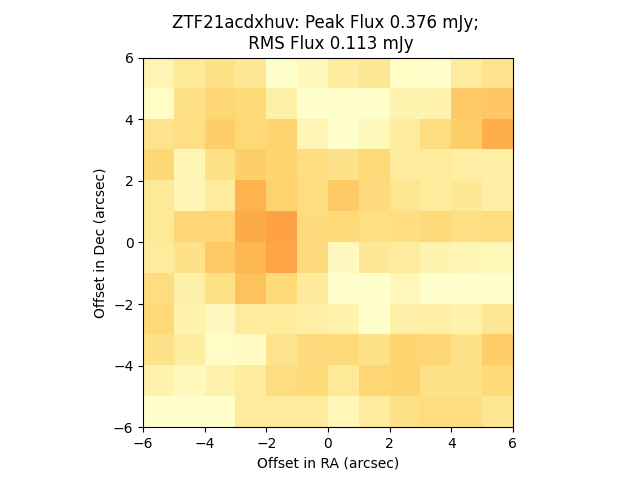 ZTF21acdxhuv: Peak Flux 0.376 mJy;
RMS Flux 0.113 mJy
6
4
2
0
−2
−4
−6
Offset in Dec (arcsec)
−6 −4 −2 0 2 4 6
Offset in RA (arcsec)